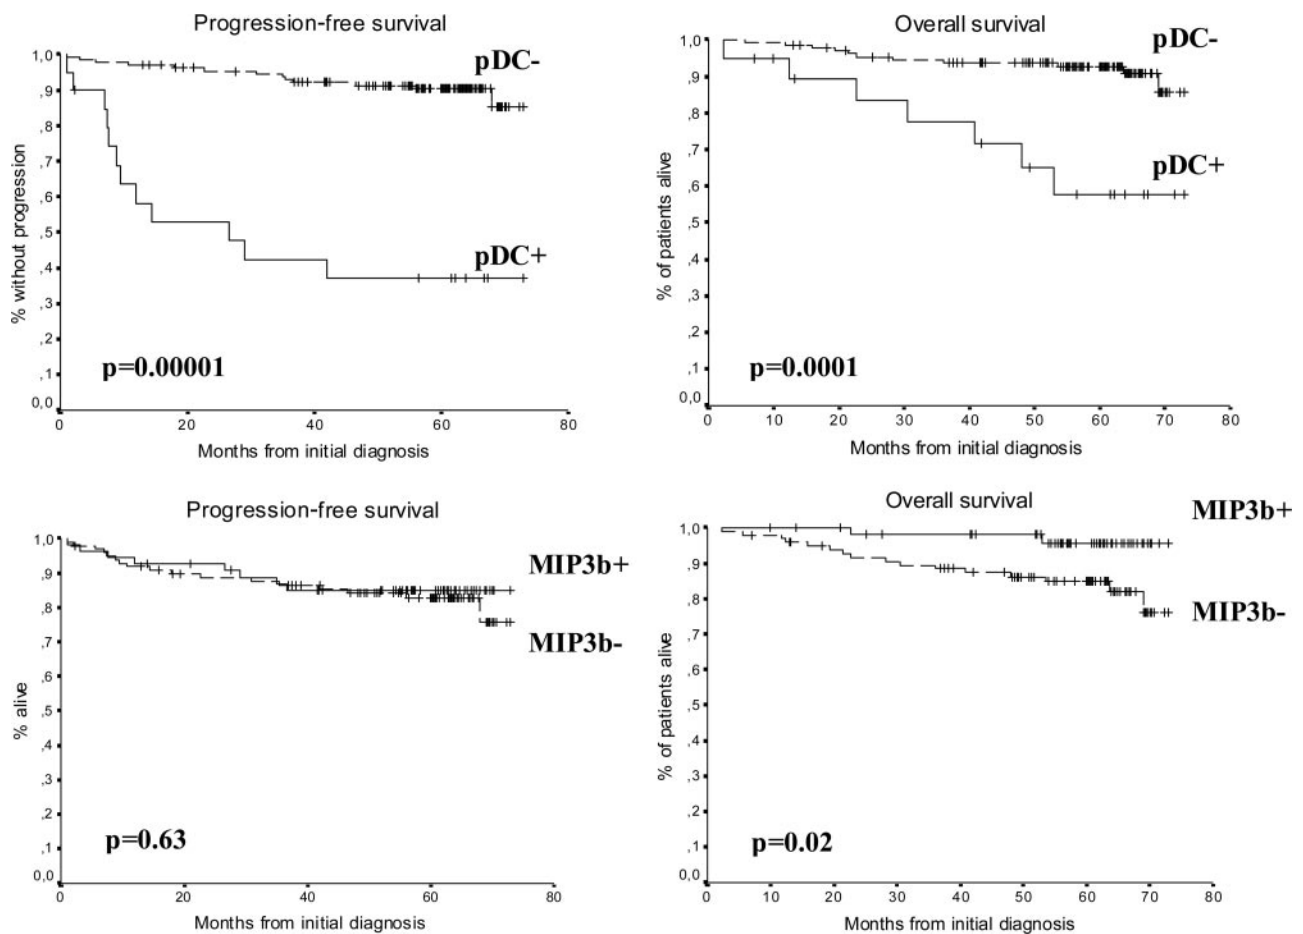 Progression-free survival
1,0
,9
,8
,7
,6
,5
,4
,3
,2
,1
0,0
% without progression
pDC-
pDC+
p=0.00001
0 20 40 60 80
Months from initial diagnosis
Overall survival
1,0
,9
,8
,7
,6
,5
,4
,3
,2
,1
0,0
% of patients alive
pDC-
pDC+
p=0.0001
0 10 20 30 40 50 60 70 80
Months from initial diagnosis
Progression-free survival
1,0
,9
,8
,7
,6
,5
,4
,3
,2
,1
0,0
% alive
MIP3b+
MIP3b-
p=0.63
0 20 40 60 80
Months from initial diagnosis
Overall survival
1,0
,9
,8
,7
,6
,5
,4
,3
,2
,1
0,0
% of patients alive
MIP3b+
MIP3b-
p=0.02
0 10 20 30 40 50 60 70 80
Months from initial diagnosis